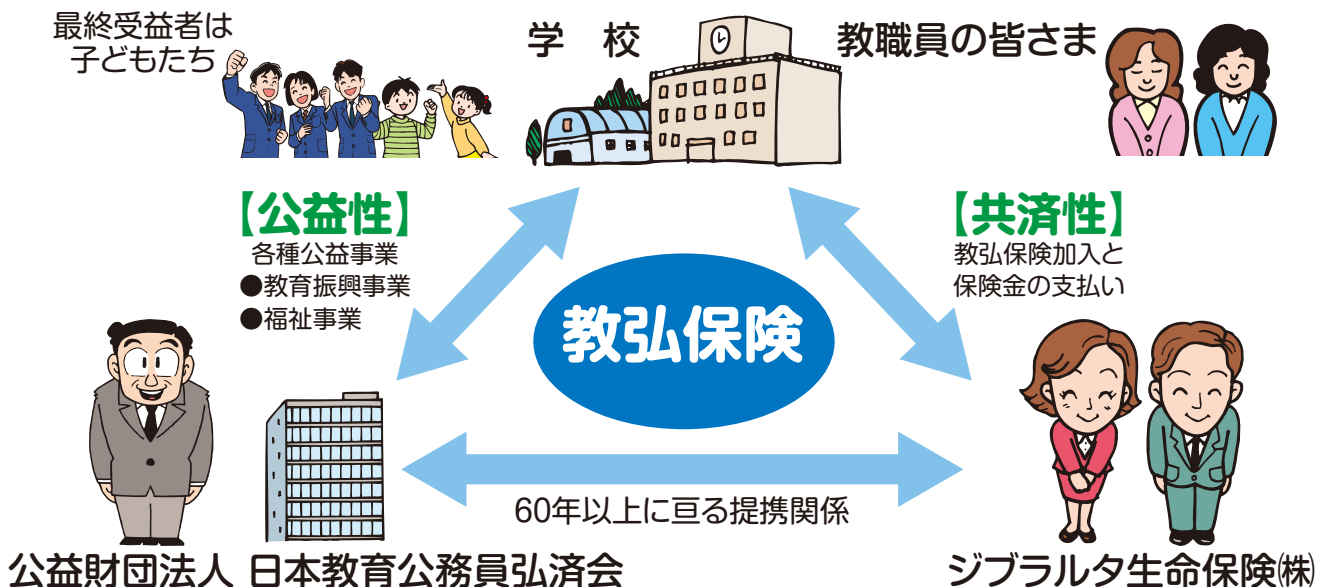 最終受益者は
子どもたち
学 校
教職員の皆さま
【公益性】
各種公益事業
●教育振興事業
●福祉事業
【共済性】
教弘保険加入と
保険金の支払い
教弘保険
60年以上に亘る提携関係
公益財団法人 日本教育公務員弘済会
ジブラルタ生命保険㈱